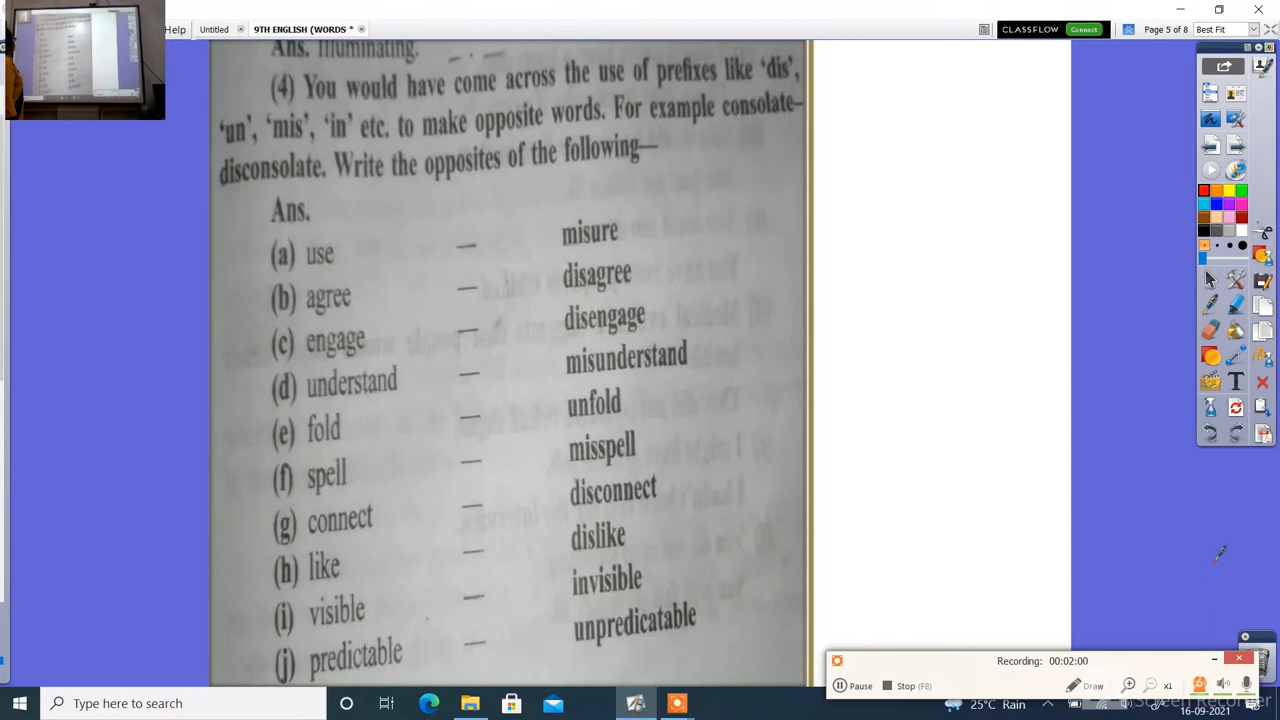 Help
Untitled
9TH ENGLISH (WORDS *
CLASSFLOW
Connect
Page 5 of 8
Best Fit
Ans. Illuminating.
(4) You would have come across the use of prefixes like ‘dis’,
‘un’, ‘mis’, ‘in’ etc. to make opposite words. For example consolate–
disconsolate. Write the opposites of the following—
Ans.
(a) use — misure
(b) agree — disagree
(c) engage — disengage
(d) understand — misunderstand
(e) fold — unfold
(f) spell — misspell
(g) connect — disconnect
(h) like — dislike
(i) visible — invisible
(j) predictable — unpredicatable
Recording: 00:02:00
Pause
Stop (F8)
Draw
x1
Type here to search
25°C Rain
16-09-2021